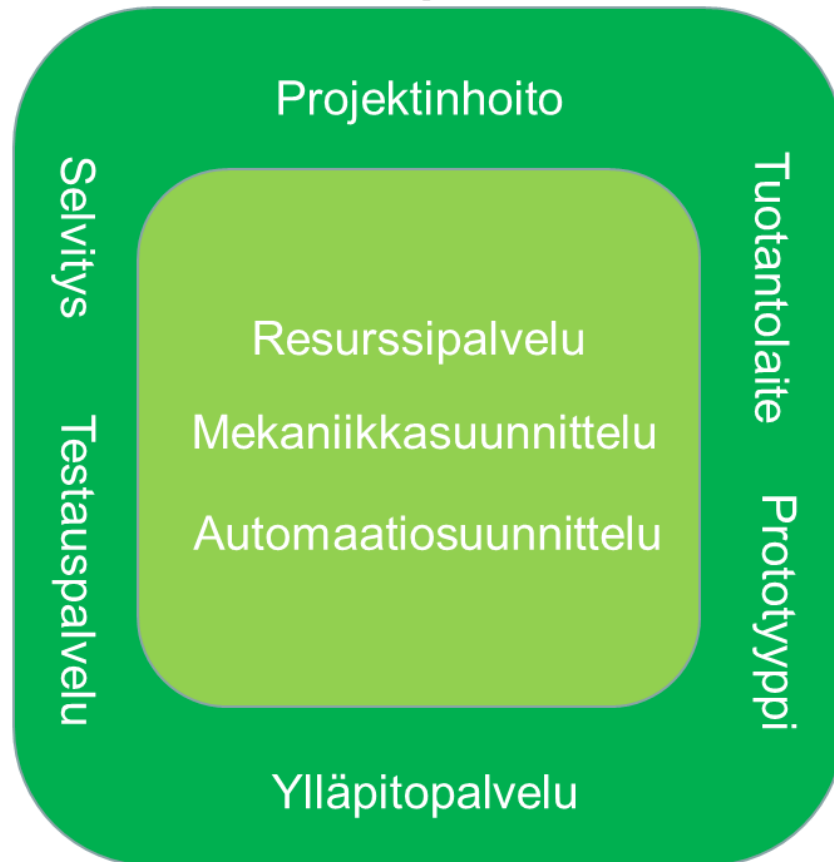 Projektinhoito
Selvitys
Tuotantolaite
Resurssipalvelu
Mekaniikkasuunnittelu
Automaatiosuunnittelu
Testauspalvelu
Prototyyppi
Ylläpitopalvelu